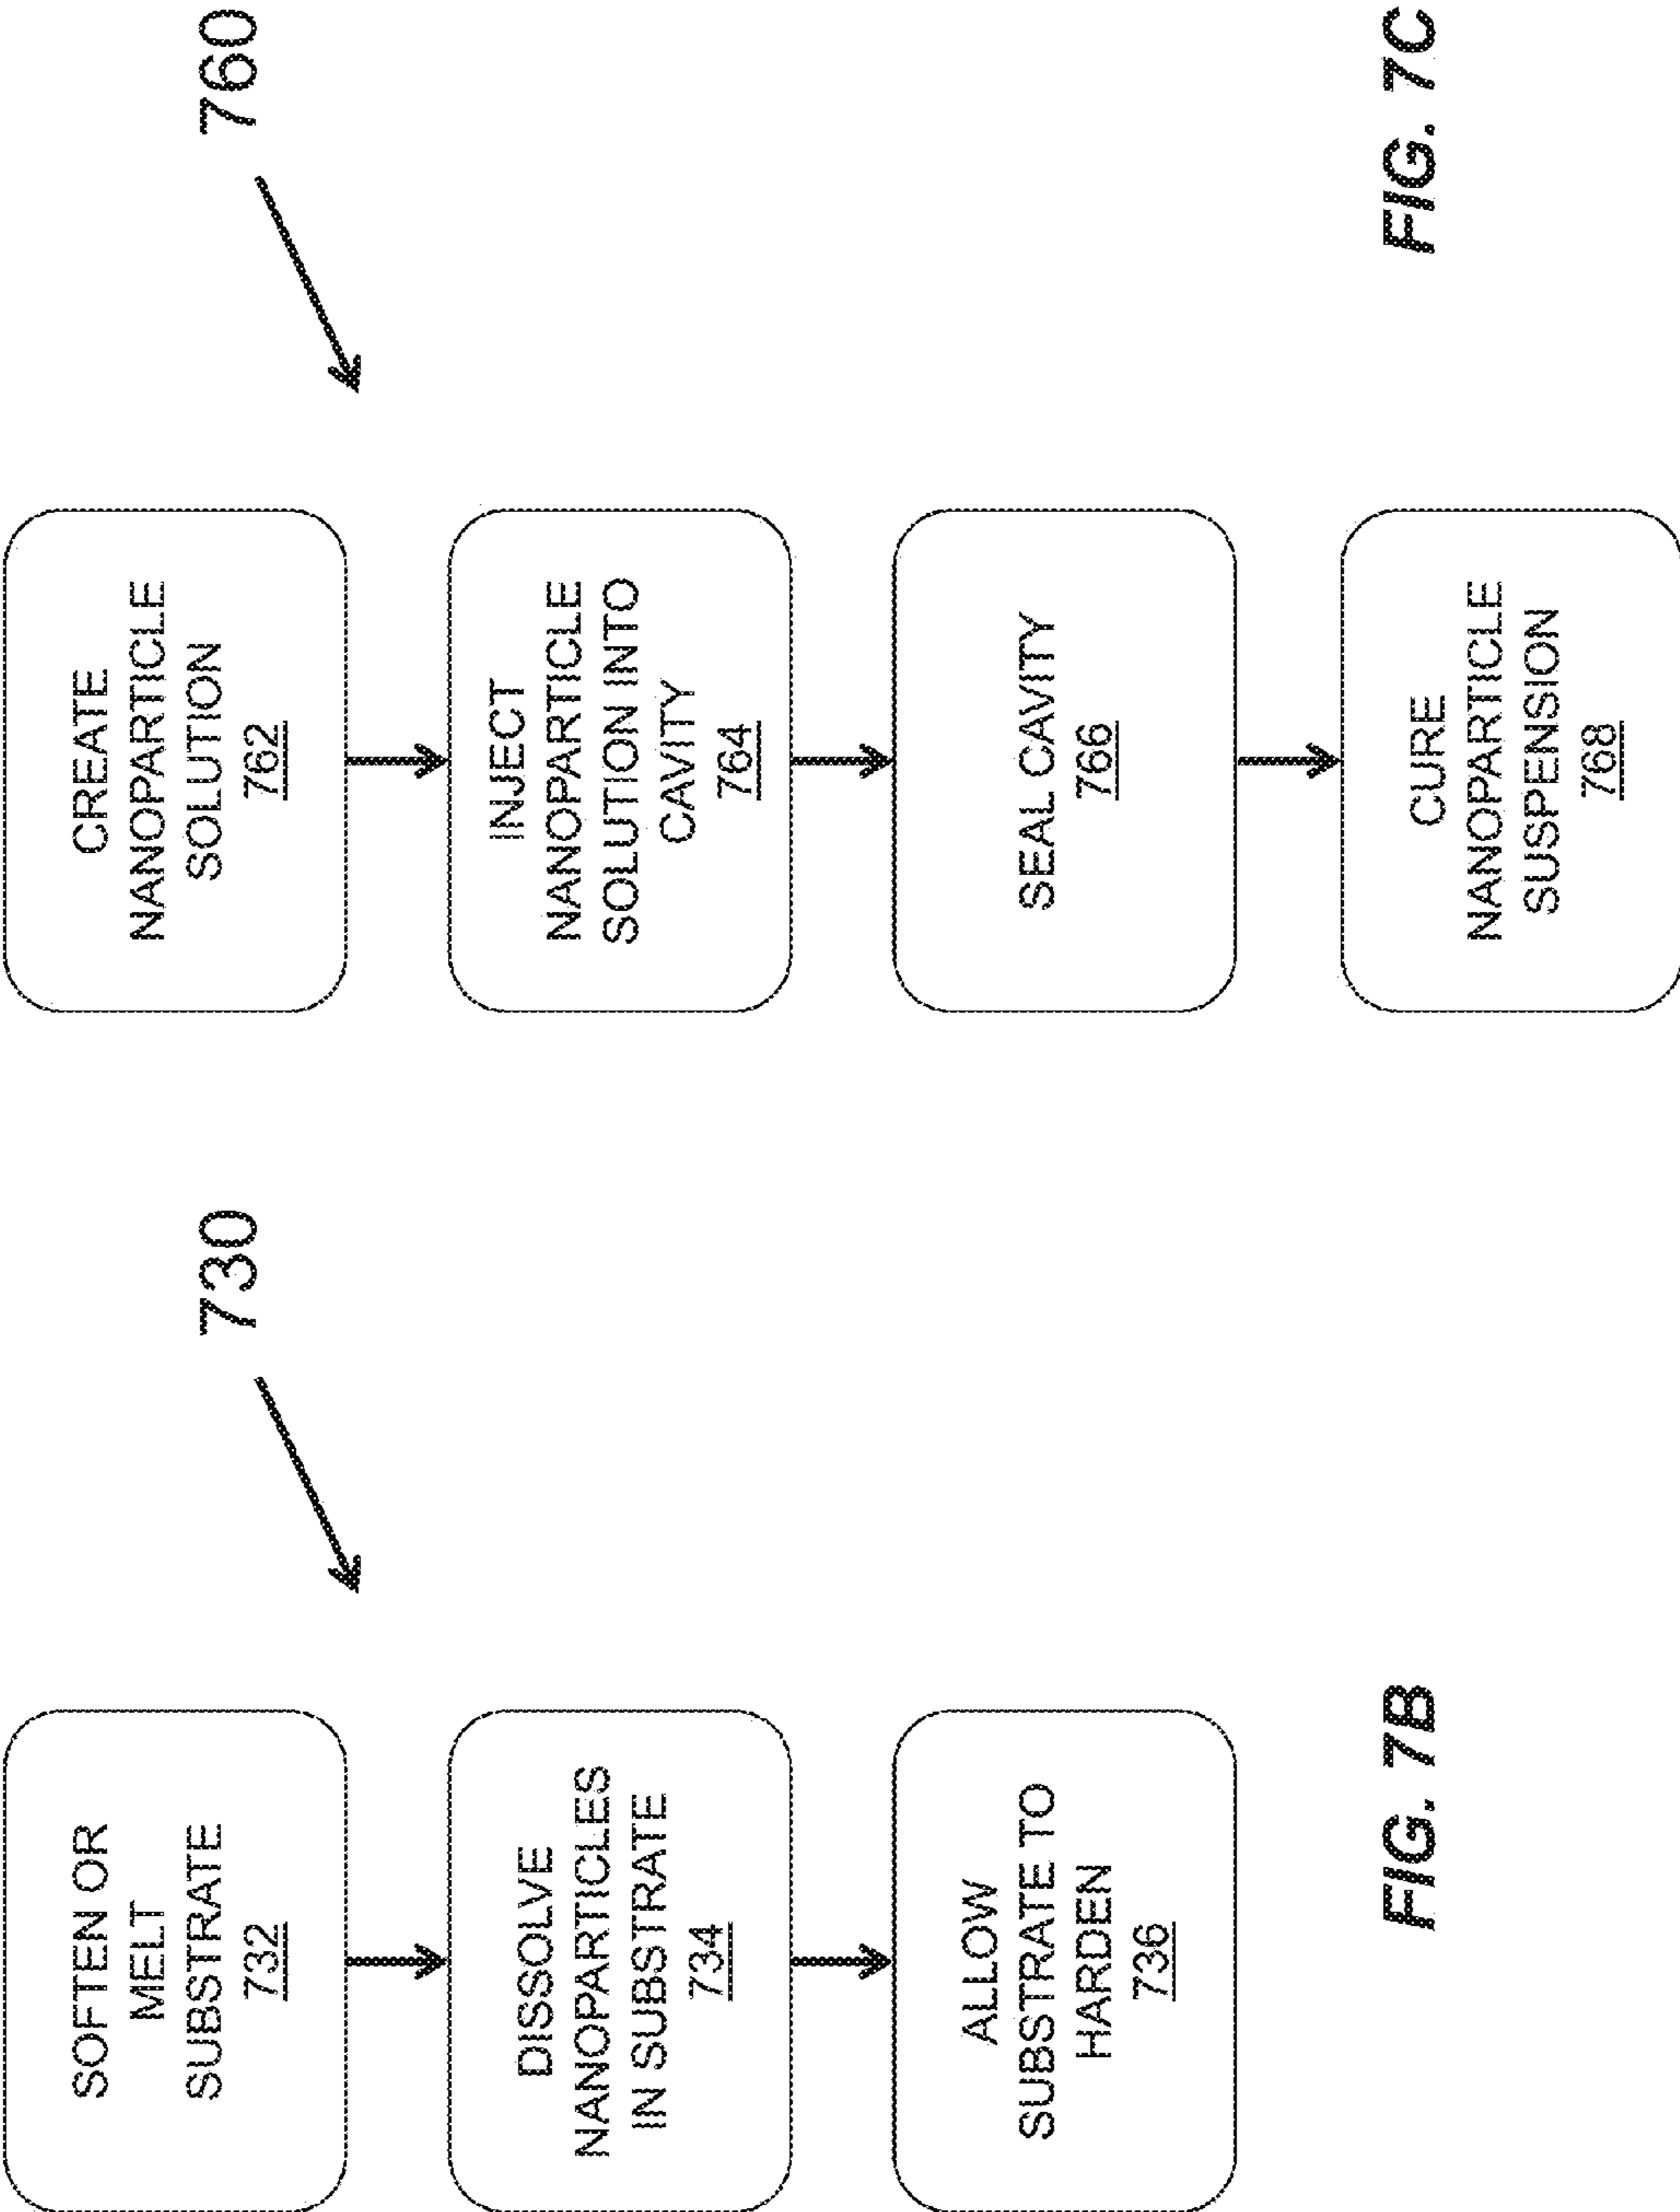 730
SOFTEN OR
MELT
SUBSTRATE
732
DISSOLVE
NANOPARTICLES
IN SUBSTRATE
734
ALLOW
SUBSTRATE TO
HARDEN
736
FIG. 7B
760
CREATE
NANOPARTICLE
SOLUTION
762
INJECT
NANOPARTICLE
SOLUTION INTO
CAVITY
764
SEAL CAVITY
766
CURE
NANOPARTICLE
SUSPENSION
768
FIG. 7C